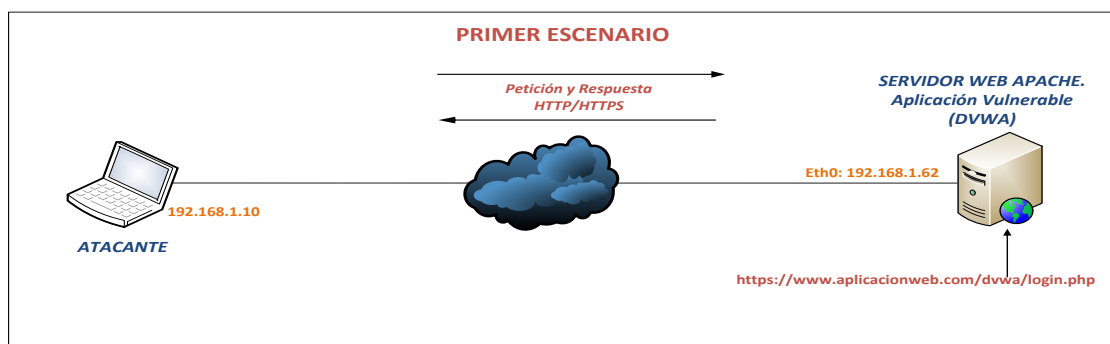 PRIMER ESCENARIO
Petición y Respuesta
HTTP/HTTPS
SERVIDOR WEB APACHE.
Aplicación Vulnerable
(DVWA)
Eth0: 192.168.1.62
192.168.1.10
ATACANTE
https://www.aplicacionweb.com/dvwa/login.php